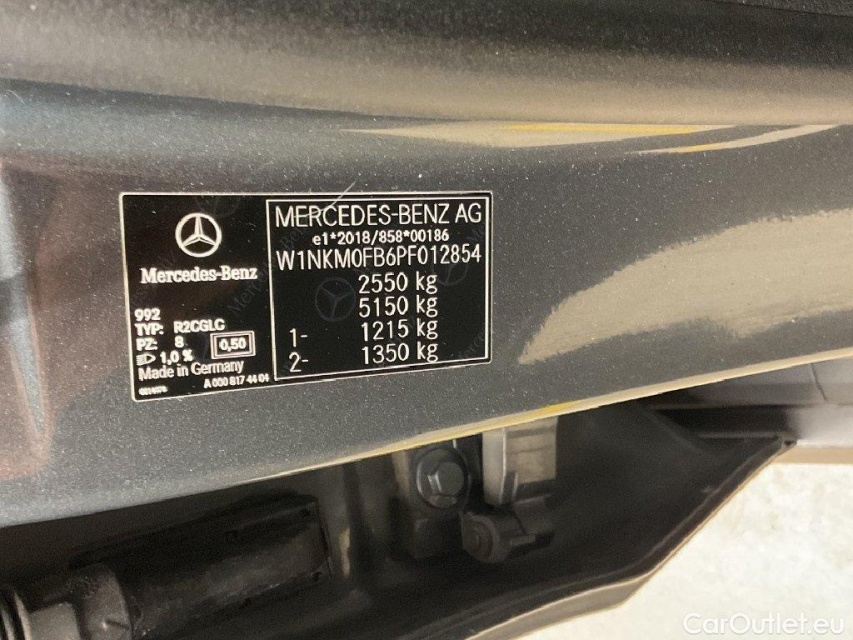 Mercedes-Benz
992
TYP: R2CGLC
PZ: 8 0,50
1,0 %
Made in Germany
A 000 817 44 04
MERCEDES-BENZ AG
e1*2018/858*00186
W1NKM0FB6PF012854
2550 kg
5150 kg
1- 1215 kg
2- 1350 kg
CarOutlet.eu